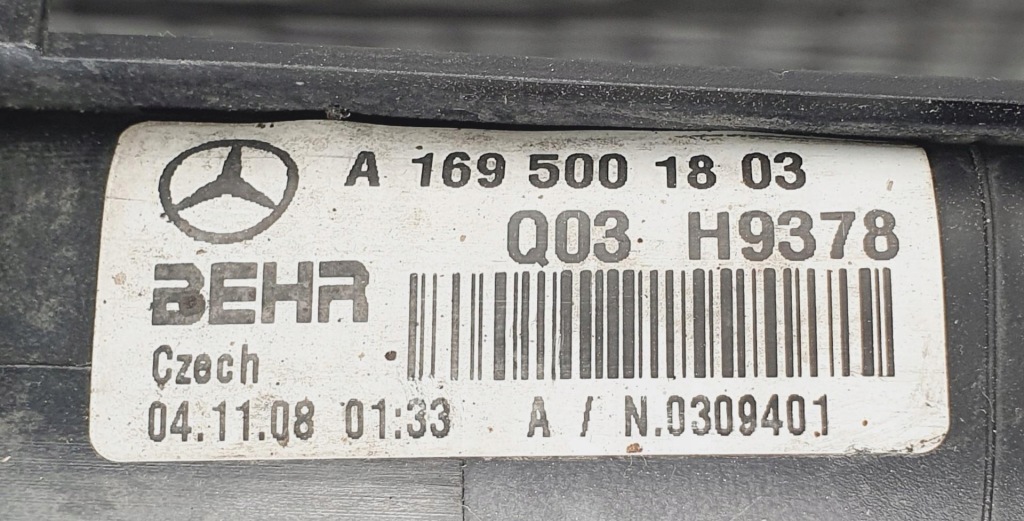 A 169 500 18 03
Q03 H9378
BEHR
Czech
04.11.08 01:33 A / N.0309401